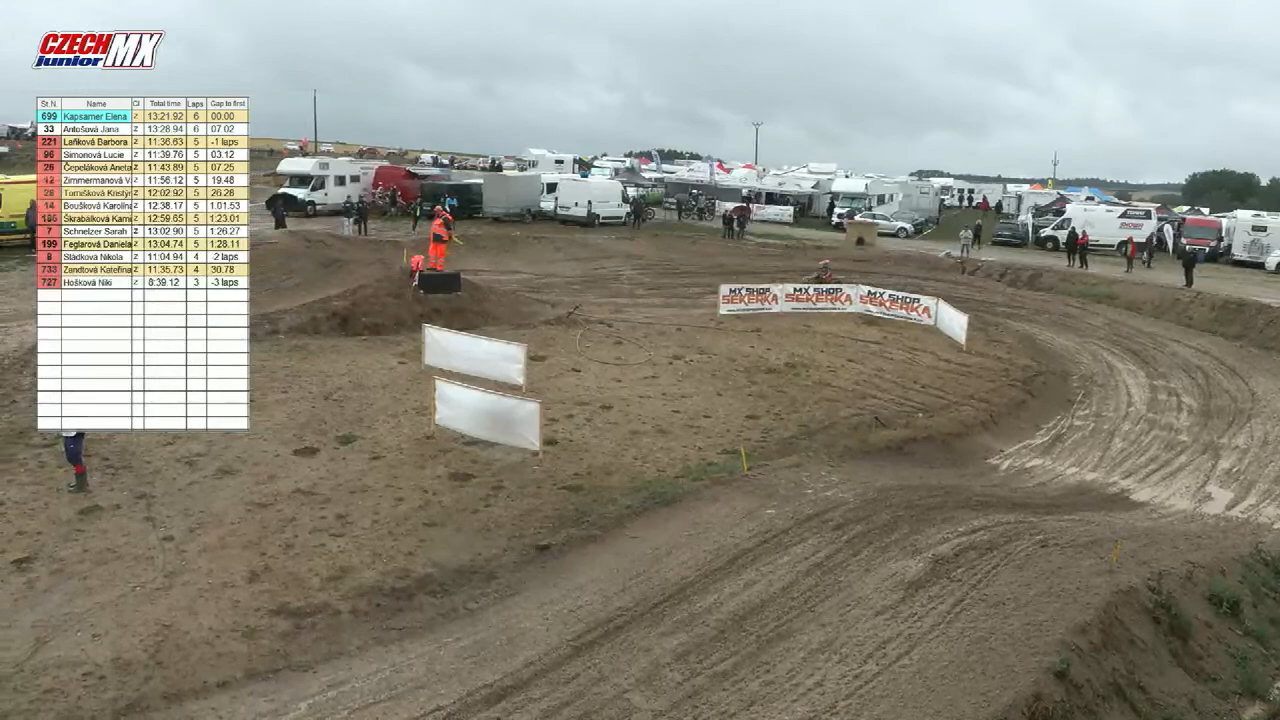 CZECH MX
junior
St.N. Name Cl Total time Laps Gap to first
699 Kapsamer Elena z 13:21.92 6 00.00
33 Antošová Jana z 13:28.94 6 07.02
221 Laňková Barbora z 11:36.63 5 -1 laps
96 Simonová Lucie z 11:39.76 5 03.12
26 Čepeláková Aneta z 11:43.89 5 07.25
12 Zimmermanová V z 11:56.12 5 19.48
28 Tomišková Kristýn z 12:02.92 5 26.28
14 Boušková Karolína z 12:38.17 5 1:01.53
186 Škrabálková Kami z 12:59.65 5 1:23.01
7 Schnelzer Sarah z 13:02.90 5 1:26.27
199 Feglarová Daniela z 13:04.74 5 1:28.11
8 Sládková Nikola z 11:04.94 4 -2 laps
733 Zandtová Kateřina z 11:35.73 4 30.78
727 Hošková Niki z 8:39.12 3 -3 laps
MX SHOP MX SHOP MX SHOP
SEKERKA SEKERKA SEKERKA